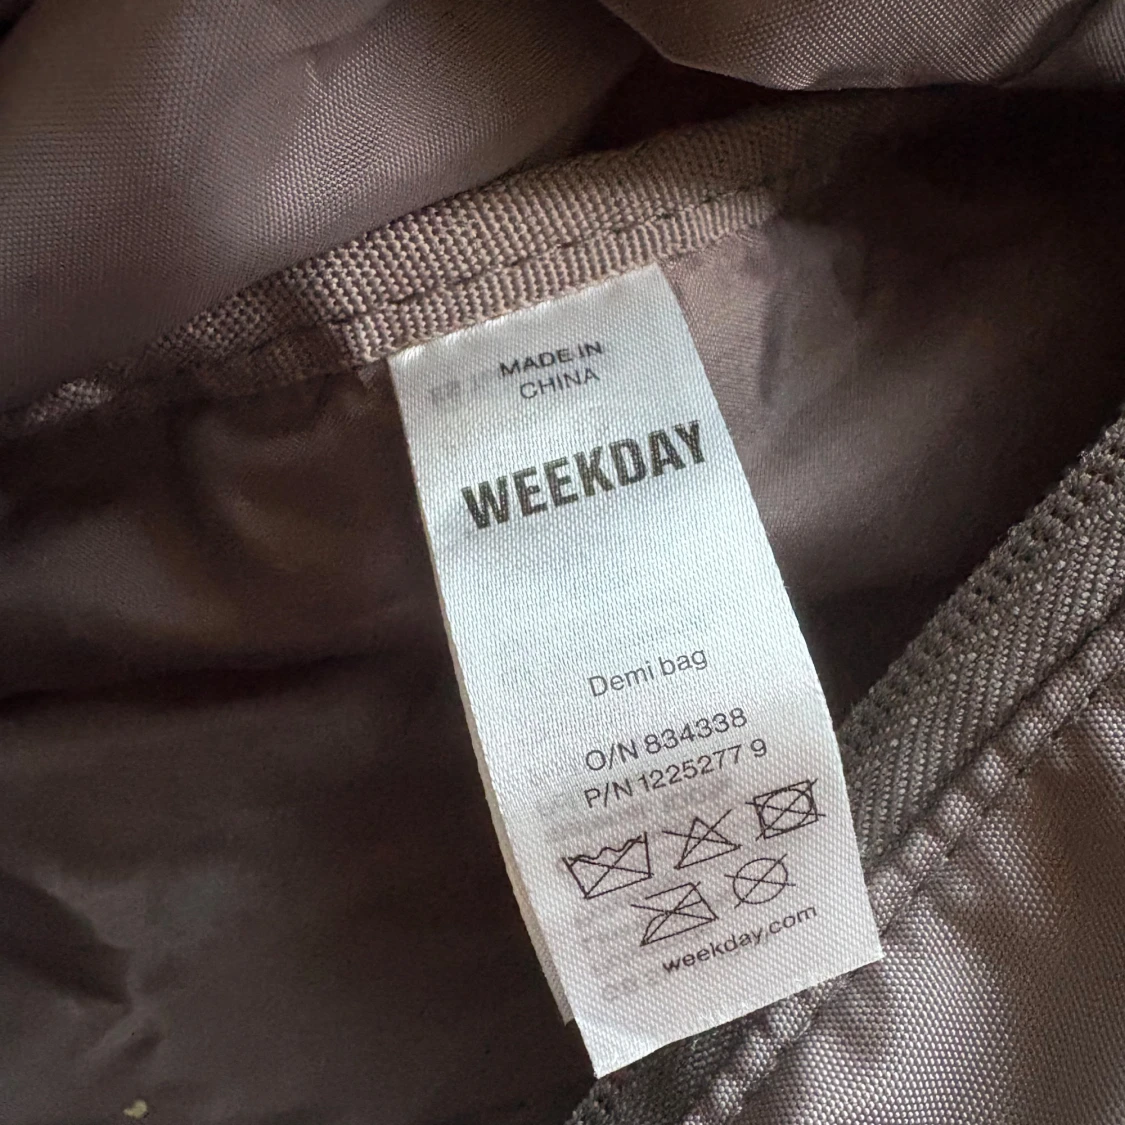 MADE IN
CHINA
WEEKDAY
Demi bag
O/N 834338
P/N 1225277 9
weekday.com